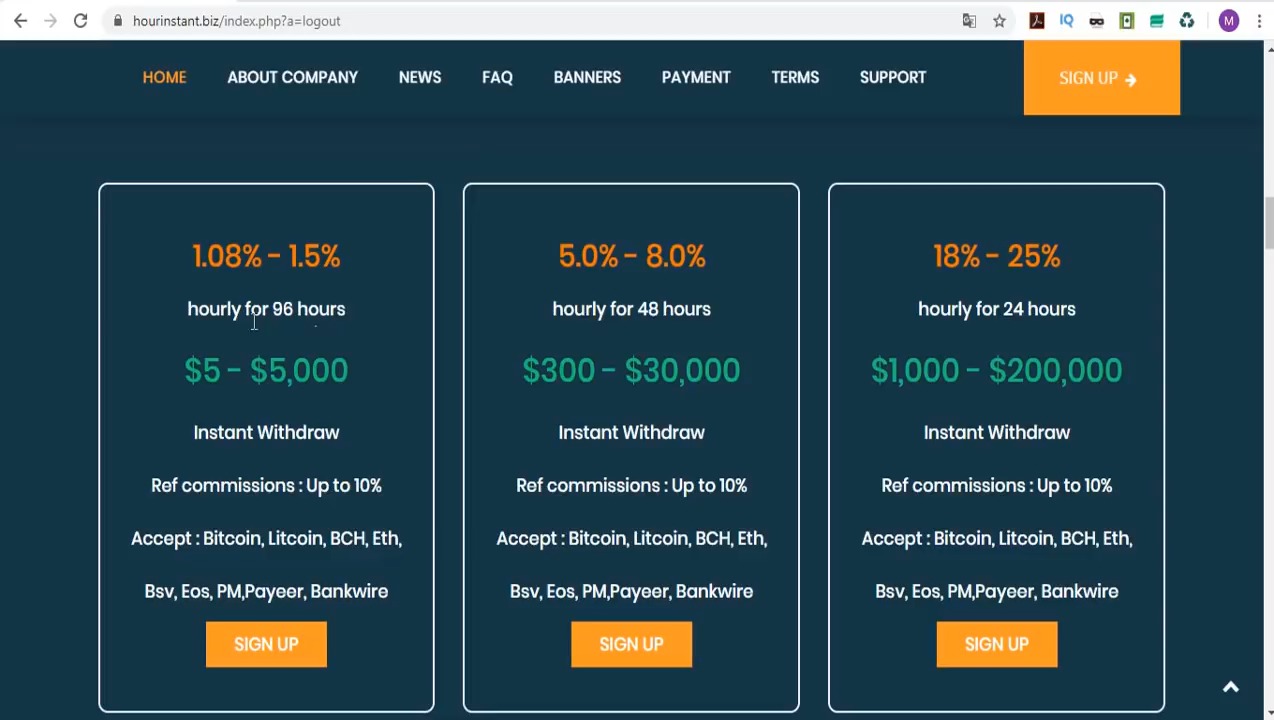 hourinstant.biz/index.php?a=logout
HOME ABOUT COMPANY NEWS FAQ BANNERS PAYMENT TERMS SUPPORT SIGN UP
1.08% - 1.5%
hourly for 96 hours
$5 - $5,000
Instant Withdraw
Ref commissions : Up to 10%
Accept : Bitcoin, Litcoin, BCH, Eth,
Bsv, Eos, PM,Payeer, Bankwire
SIGN UP
5.0% - 8.0%
hourly for 48 hours
$300 - $30,000
Instant Withdraw
Ref commissions : Up to 10%
Accept : Bitcoin, Litcoin, BCH, Eth,
Bsv, Eos, PM,Payeer, Bankwire
SIGN UP
18% - 25%
hourly for 24 hours
$1,000 - $200,000
Instant Withdraw
Ref commissions : Up to 10%
Accept : Bitcoin, Litcoin, BCH, Eth,
Bsv, Eos, PM,Payeer, Bankwire
SIGN UP
IQ
M